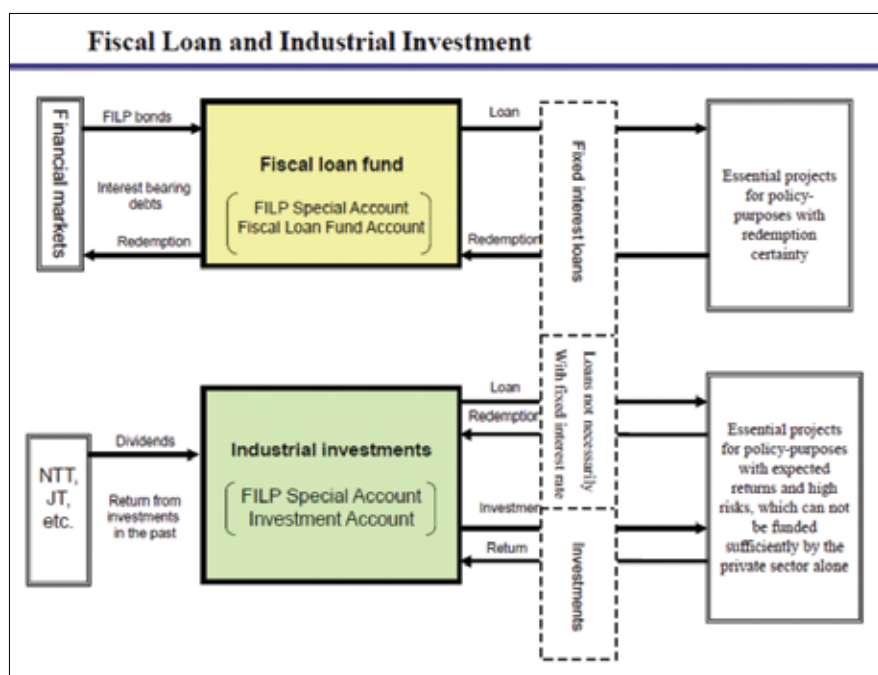 Fiscal Loan and Industrial Investment
Financial markets
FILP bonds
Interest bearing
debts
Redemption
Fiscal loan fund
FILP Special Account
Fiscal Loan Fund Account
Loan
Redemption
Fixed interest loans
Essential projects
for policy-
purposes with
redemption
certainty
NTT,
JT,
etc.
Dividends
Return from
investments
in the past
Industrial investments
FILP Special Account
Investment Account
Loan
Redemption
Investmen
Return
Loans not necessarily
With fixed interest rate
Investments
Essential projects
for policy-purposes
with expected
returns and high
risks, which can not
be funded
sufficiently by the
private sector alone